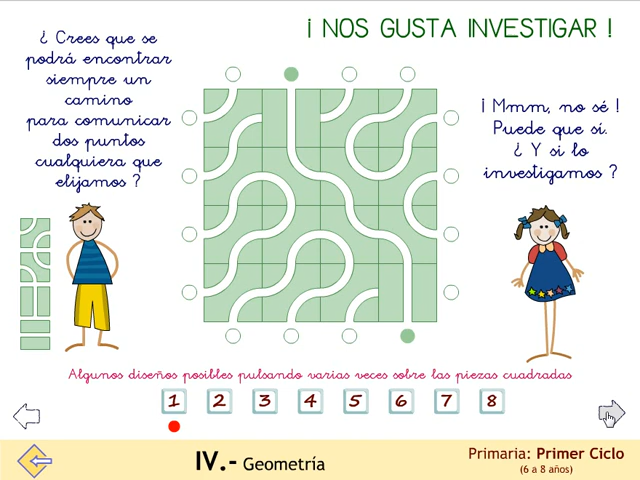 ¡ NOS GUSTA INVESTIGAR !
¿ Crees que se
podrá encontrar
siempre un
camino
para comunicar
dos puntos
cualquiera que
elijamos ?
¡ Mmm, no sé !
Puede que sí.
¿ Y si lo
investigamos ?
Algunos diseños posibles pulsando varias veces sobre las piezas cuadradas
1 2 3 4 5 6 7 8
IV.- Geometría
Primaria: Primer Ciclo
(6 a 8 años)